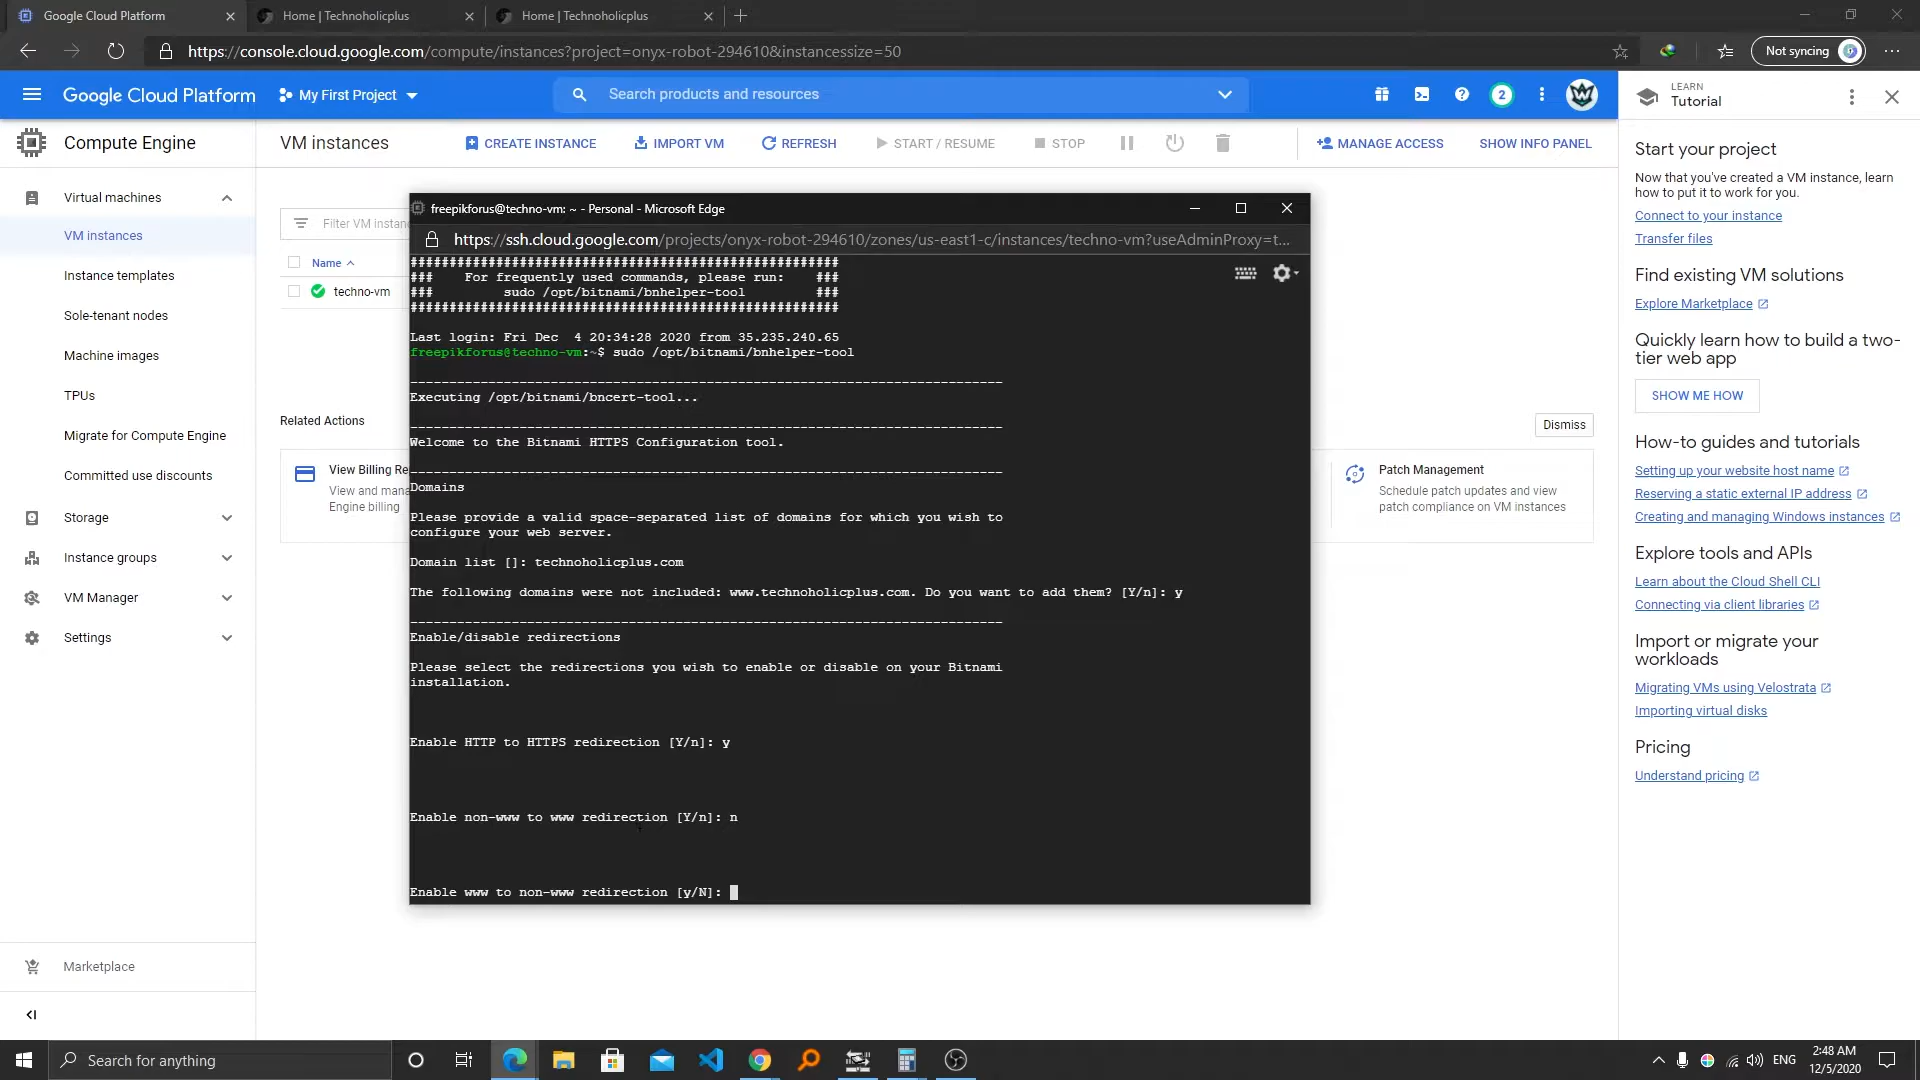 Google Cloud Platform
Home | Technoholicplus
Home | Technoholicplus
https://console.cloud.google.com/compute/instances?project=onyx-robot-294610&instancessize=50
Not syncing
Google Cloud Platform
My First Project
Search products and resources
2
LEARN
Tutorial
Compute Engine
VM instances
CREATE INSTANCE
IMPORT VM
REFRESH
START / RESUME
STOP
MANAGE ACCESS
SHOW INFO PANEL
Virtual machines
VM instances
Instance templates
Sole-tenant nodes
Machine images
TPUs
Migrate for Compute Engine
Committed use discounts
Storage
Instance groups
VM Manager
Settings
Marketplace
Filter VM instan
Name
techno-vm
Related Actions
Dismiss
View Billing Re
View and mana
Engine billing
Patch Management
Schedule patch updates and view
patch compliance on VM instances
freepikforus@techno-vm: ~ - Personal - Microsoft Edge
https://ssh.cloud.google.com/projects/onyx-robot-294610/zones/us-east1-c/instances/techno-vm?useAdminProxy=t...
#######################################################
### For frequently used commands, please run: ###
### sudo /opt/bitnami/bnhelper-tool ###
#######################################################
Last login: Fri Dec 4 20:34:28 2020 from 35.235.240.65
freepikforus@techno-vm:~$ sudo /opt/bitnami/bnhelper-tool
----------------------------------------------------------------------------
Executing /opt/bitnami/bncert-tool...
----------------------------------------------------------------------------
Welcome to the Bitnami HTTPS Configuration tool.
----------------------------------------------------------------------------
Domains
Please provide a valid space-separated list of domains for which you wish to
configure your web server.
Domain list []: technoholicplus.com
The following domains were not included: www.technoholicplus.com. Do you want to add them? [Y/n]: y
----------------------------------------------------------------------------
Enable/disable redirections
Please select the redirections you wish to enable or disable on your Bitnami
installation.
Enable HTTP to HTTPS redirection [Y/n]: y
Enable non-www to www redirection [Y/n]: n
Enable www to non-www redirection [y/N]:
Start your project
Now that you've created a VM instance, learn
how to put it to work for you.
Connect to your instance
Transfer files
Find existing VM solutions
Explore Marketplace
Quickly learn how to build a two-
tier web app
SHOW ME HOW
How-to guides and tutorials
Setting up your website host name
Reserving a static external IP address
Creating and managing Windows instances
Explore tools and APIs
Learn about the Cloud Shell CLI
Connecting via client libraries
Import or migrate your
workloads
Migrating VMs using Velostrata
Importing virtual disks
Pricing
Understand pricing
Search for anything
ENG
2:48 AM
12/5/2020